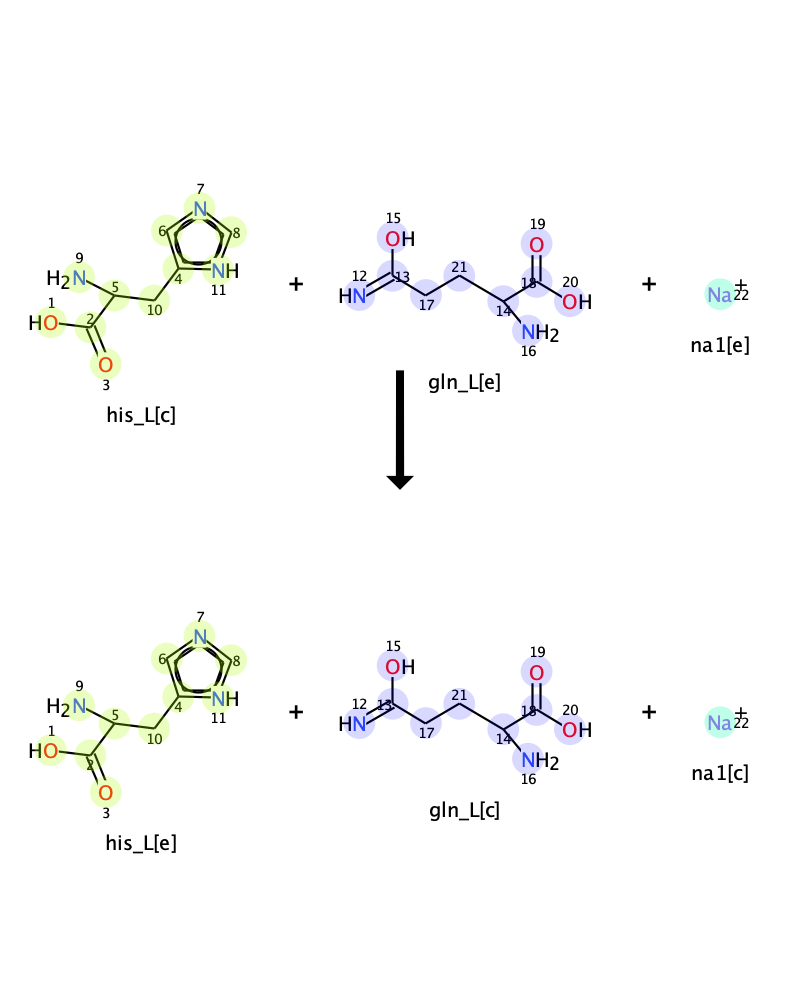 7
6
8
N
NH
11
4
9
H2N
5
10
1
HO
2
O
3
his_L[c]
+
15
OH
12
HN
13
17
21
14
18
19
O
20
OH
NH2
16
gln_L[e]
+
Na+
22
na1[e]
7
6
8
N
NH
11
4
9
H2N
5
10
1
HO
2
O
3
his_L[e]
+
15
OH
12
HN
13
17
21
14
18
19
O
20
OH
NH2
16
gln_L[c]
+
Na+
22
na1[c]